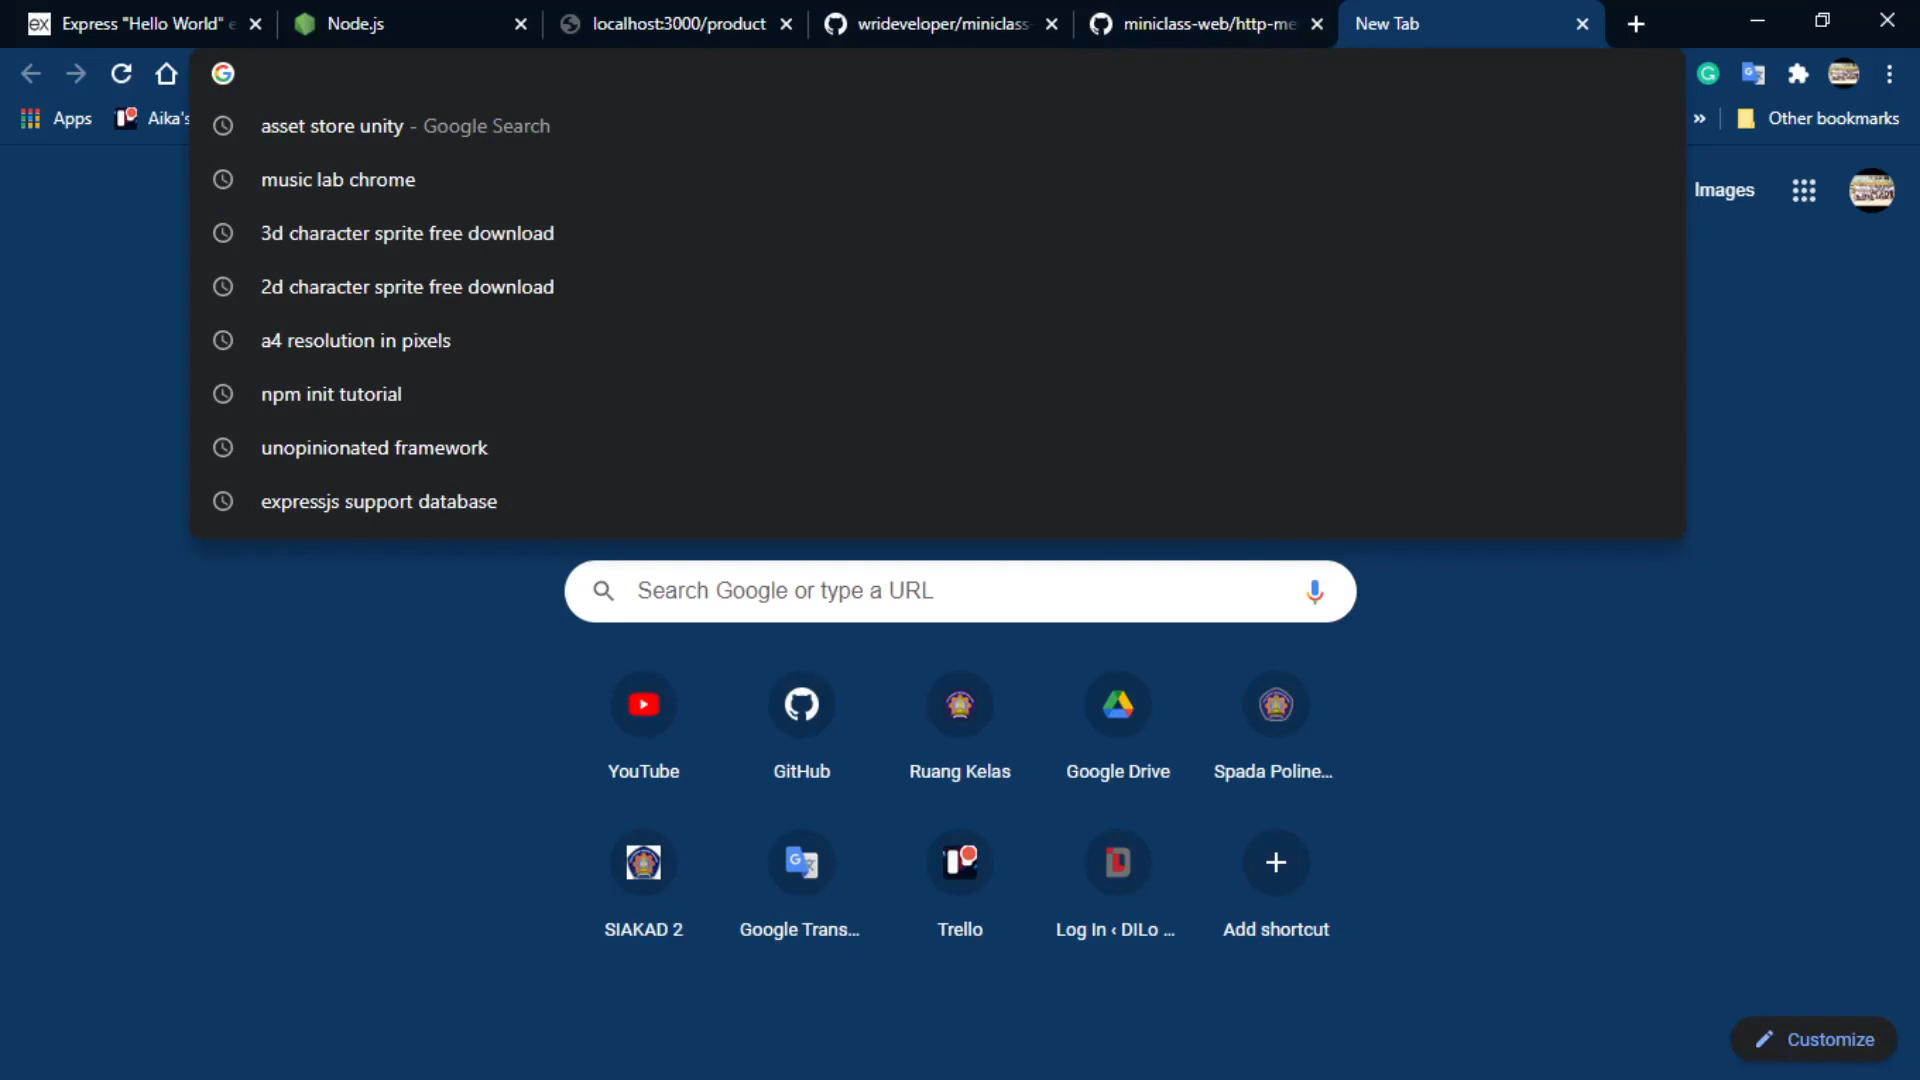 Express "Hello World" e
Node.js
localhost:3000/product
wrideveloper/miniclass-
miniclass-web/http-me
New Tab
Apps
Aika's
Other bookmarks
asset store unity - Google Search
music lab chrome
3d character sprite free download
2d character sprite free download
a4 resolution in pixels
npm init tutorial
unopinionated framework
expressjs support database
Images
Search Google or type a URL
YouTube
GitHub
Ruang Kelas
Google Drive
Spada Poline...
SIAKAD 2
Google Trans...
Trello
Log In ‹ DILo ...
Add shortcut
Customize